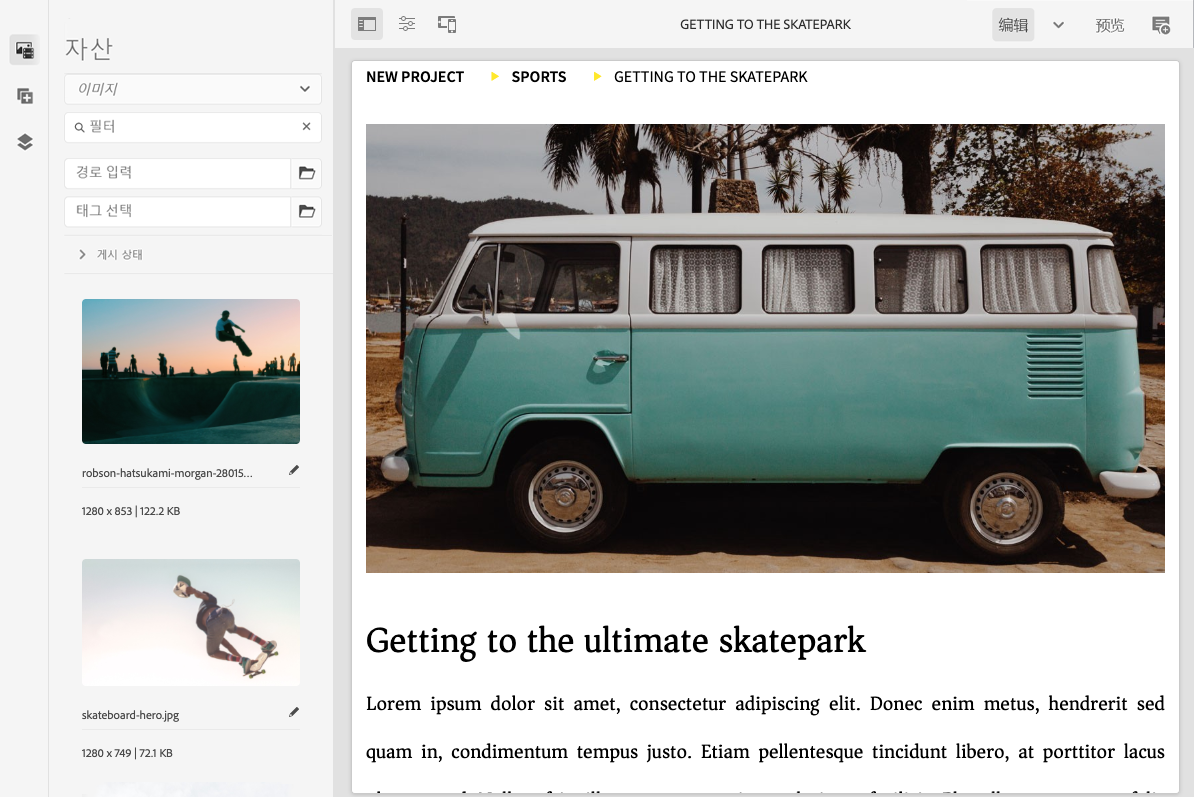 자산
이미지
필터
경로 입력
태그 선택
게시 상태
robson-hatsukami-morgan-28015...
1280 x 853 | 122.2 KB
skateboard-hero.jpg
1280 x 749 | 72.1 KB
GETTING TO THE SKATEPARK
编辑
预览
NEW PROJECT SPORTS GETTING TO THE SKATEPARK
Getting to the ultimate skatepark
Lorem ipsum dolor sit amet, consectetur adipiscing elit. Donec enim metus, hendrerit sed
quam in, condimentum tempus justo. Etiam pellentesque tincidunt libero, at porttitor lacus